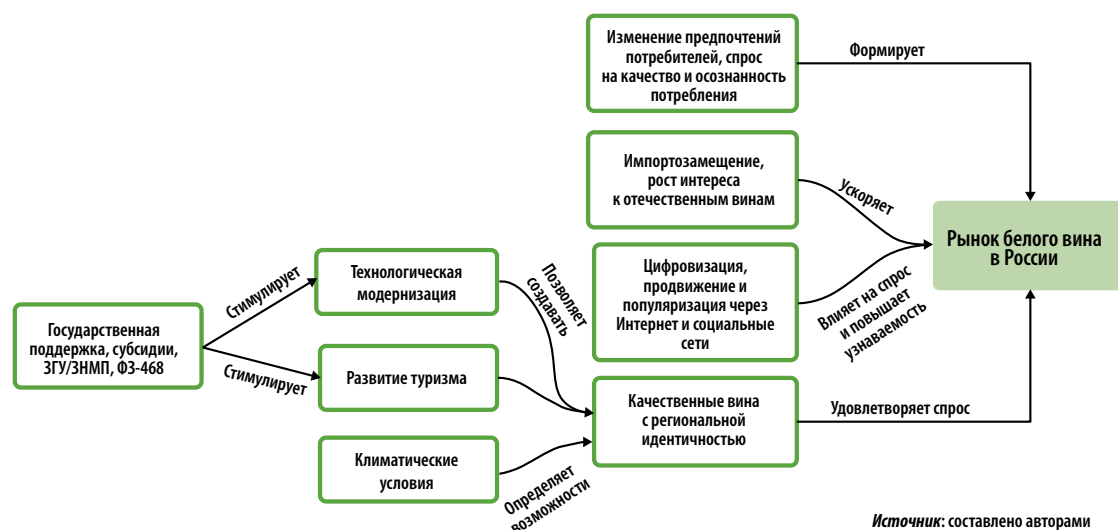 Изменение предпочтений
потребителей, спрос
на качество и осознанность
потребления
Формирует
Импортозамещение,
рост интереса
к отечественным винам
Ускоряет
Рынок белого вина
в России
Цифровизация,
продвижение и
популяризация через
Интернет и социальные
сети
Влияет на спрос
и повышает
узнаваемость
Технологическая
модернизация
Позволяет
создавать
Стимулирует
Государственная
поддержка, субсидии,
ЗГУ/ЗНМП, ФЗ-468
Стимулирует
Развитие туризма
Качественные вина
с региональной
идентичностью
Удовлетворяет спрос
Климатические
условия
Определяет
возможности
Источник: составлено авторами